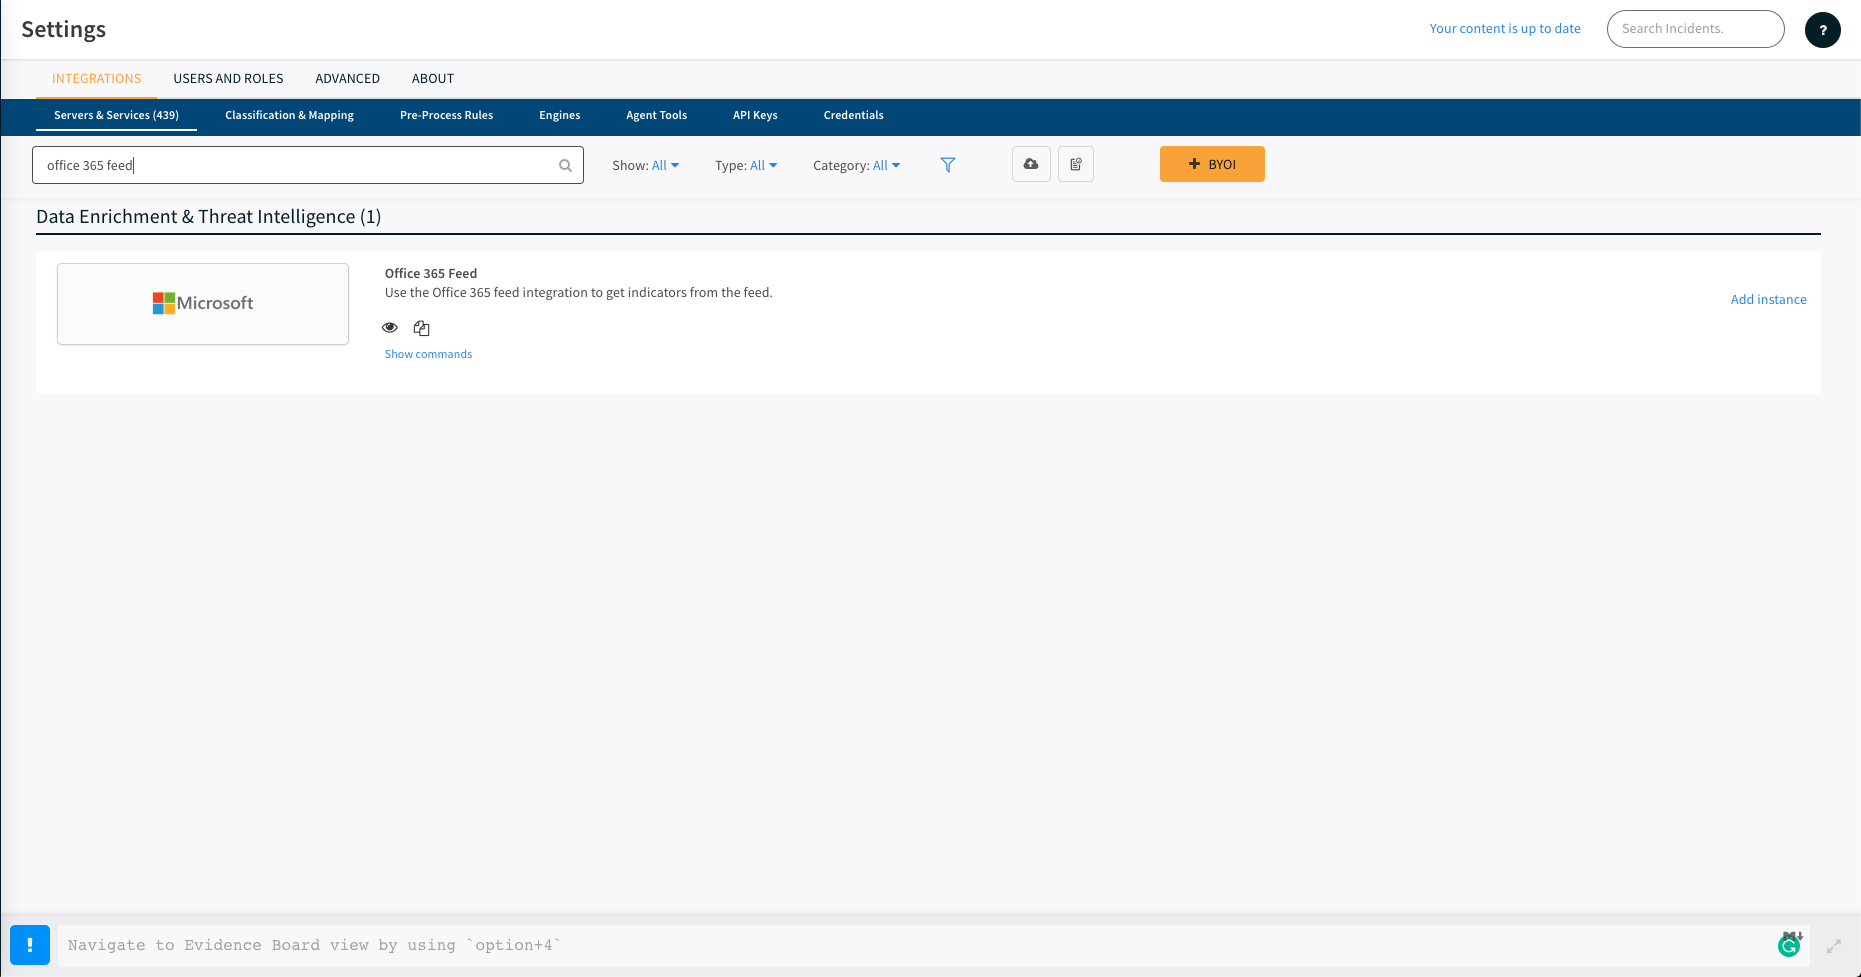 Settings
Your content is up to date
Search Incidents.
?
INTEGRATIONS USERS AND ROLES ADVANCED ABOUT
Servers & Services (439) Classification & Mapping Pre-Process Rules Engines Agent Tools API Keys Credentials
office 365 feed Show: All Type: All Category: All + BYOI
Data Enrichment & Threat Intelligence (1)
Microsoft
Office 365 Feed
Use the Office 365 feed integration to get indicators from the feed.
Add instance
Show commands
! Navigate to Evidence Board view by using `option+4`